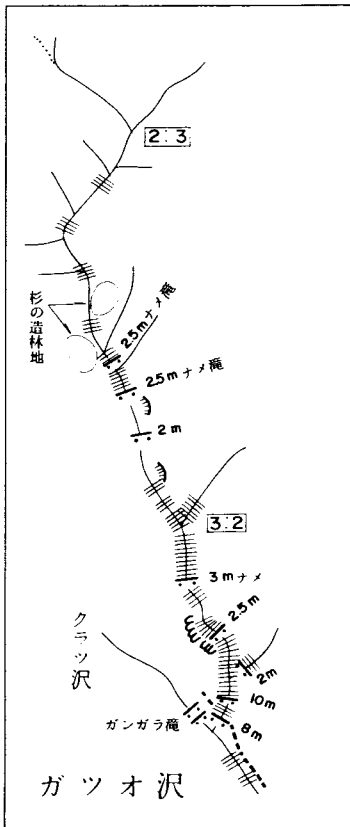 2:3
杉の造林地
2.5mナメ滝
2.5mナメ滝
2m
3:2
3mナメ
2.5m
2m
10m
8m
クラッ沢
ガンガラ滝
ガツオ沢